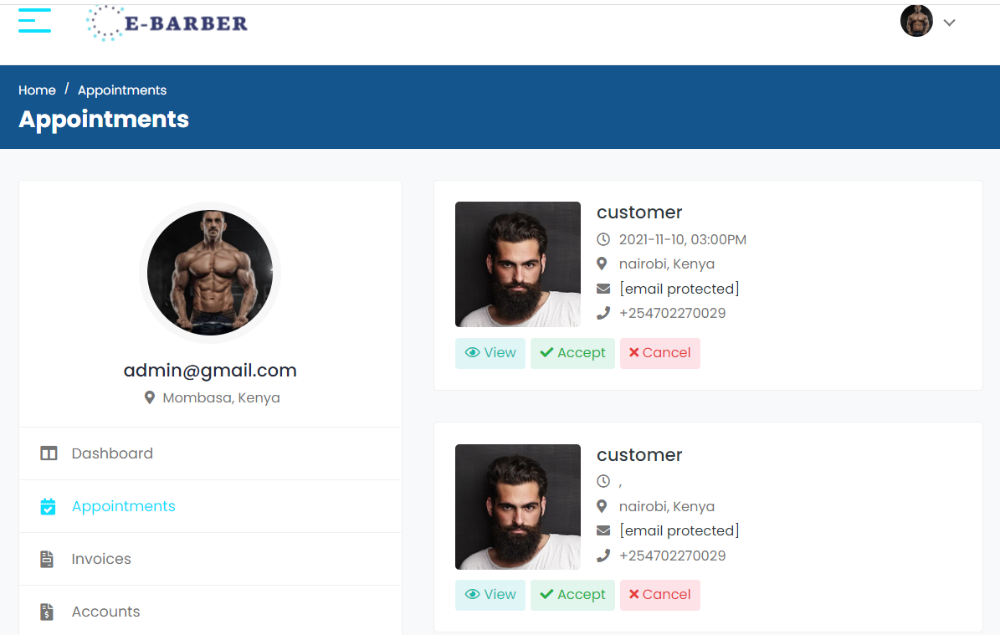 E-BARBER
Home / Appointments
Appointments
admin@gmail.com
Mombasa, Kenya
Dashboard
Appointments
Invoices
Accounts
customer
2021-11-10, 03:00PM
nairobi, Kenya
[email protected]
+254702270029
View Accept Cancel
customer
,
nairobi, Kenya
[email protected]
+254702270029
View Accept Cancel